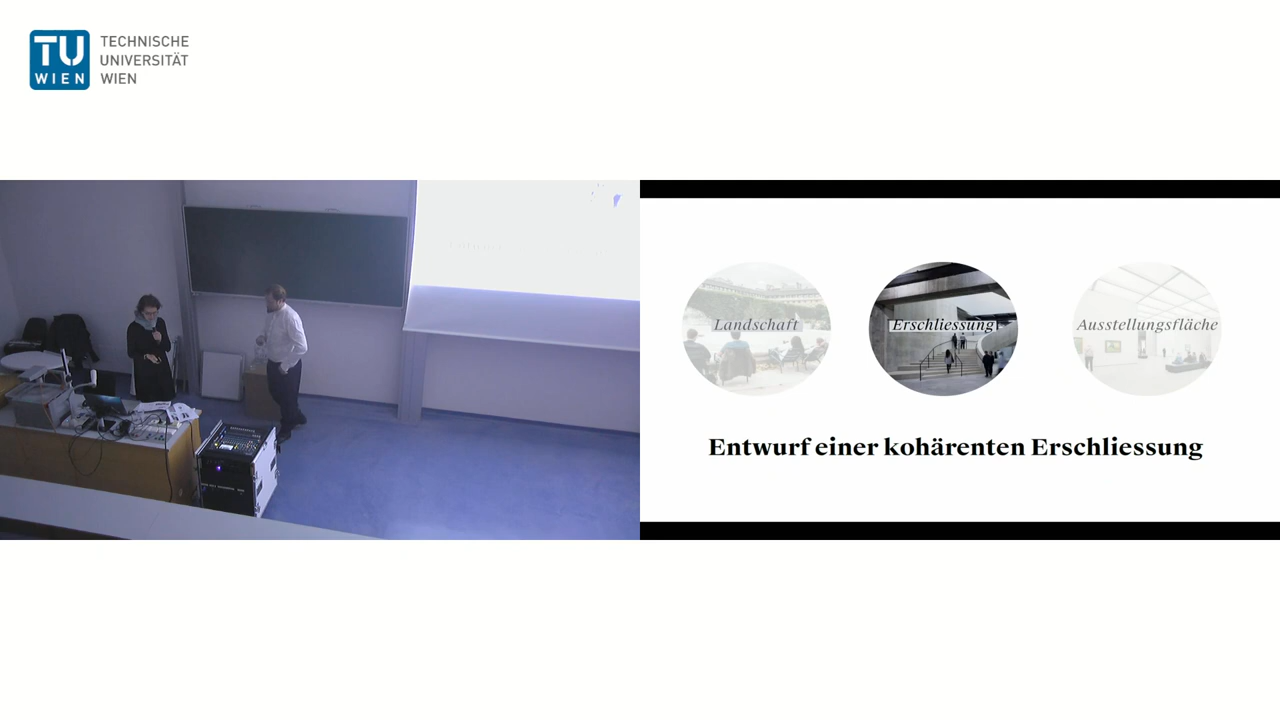 TU
WIEN
TECHNISCHE
UNIVERSITÄT
WIEN
Landschaft
Erschliessung
Ausstellungsfläche
Entwurf einer kohärenten Erschliessung